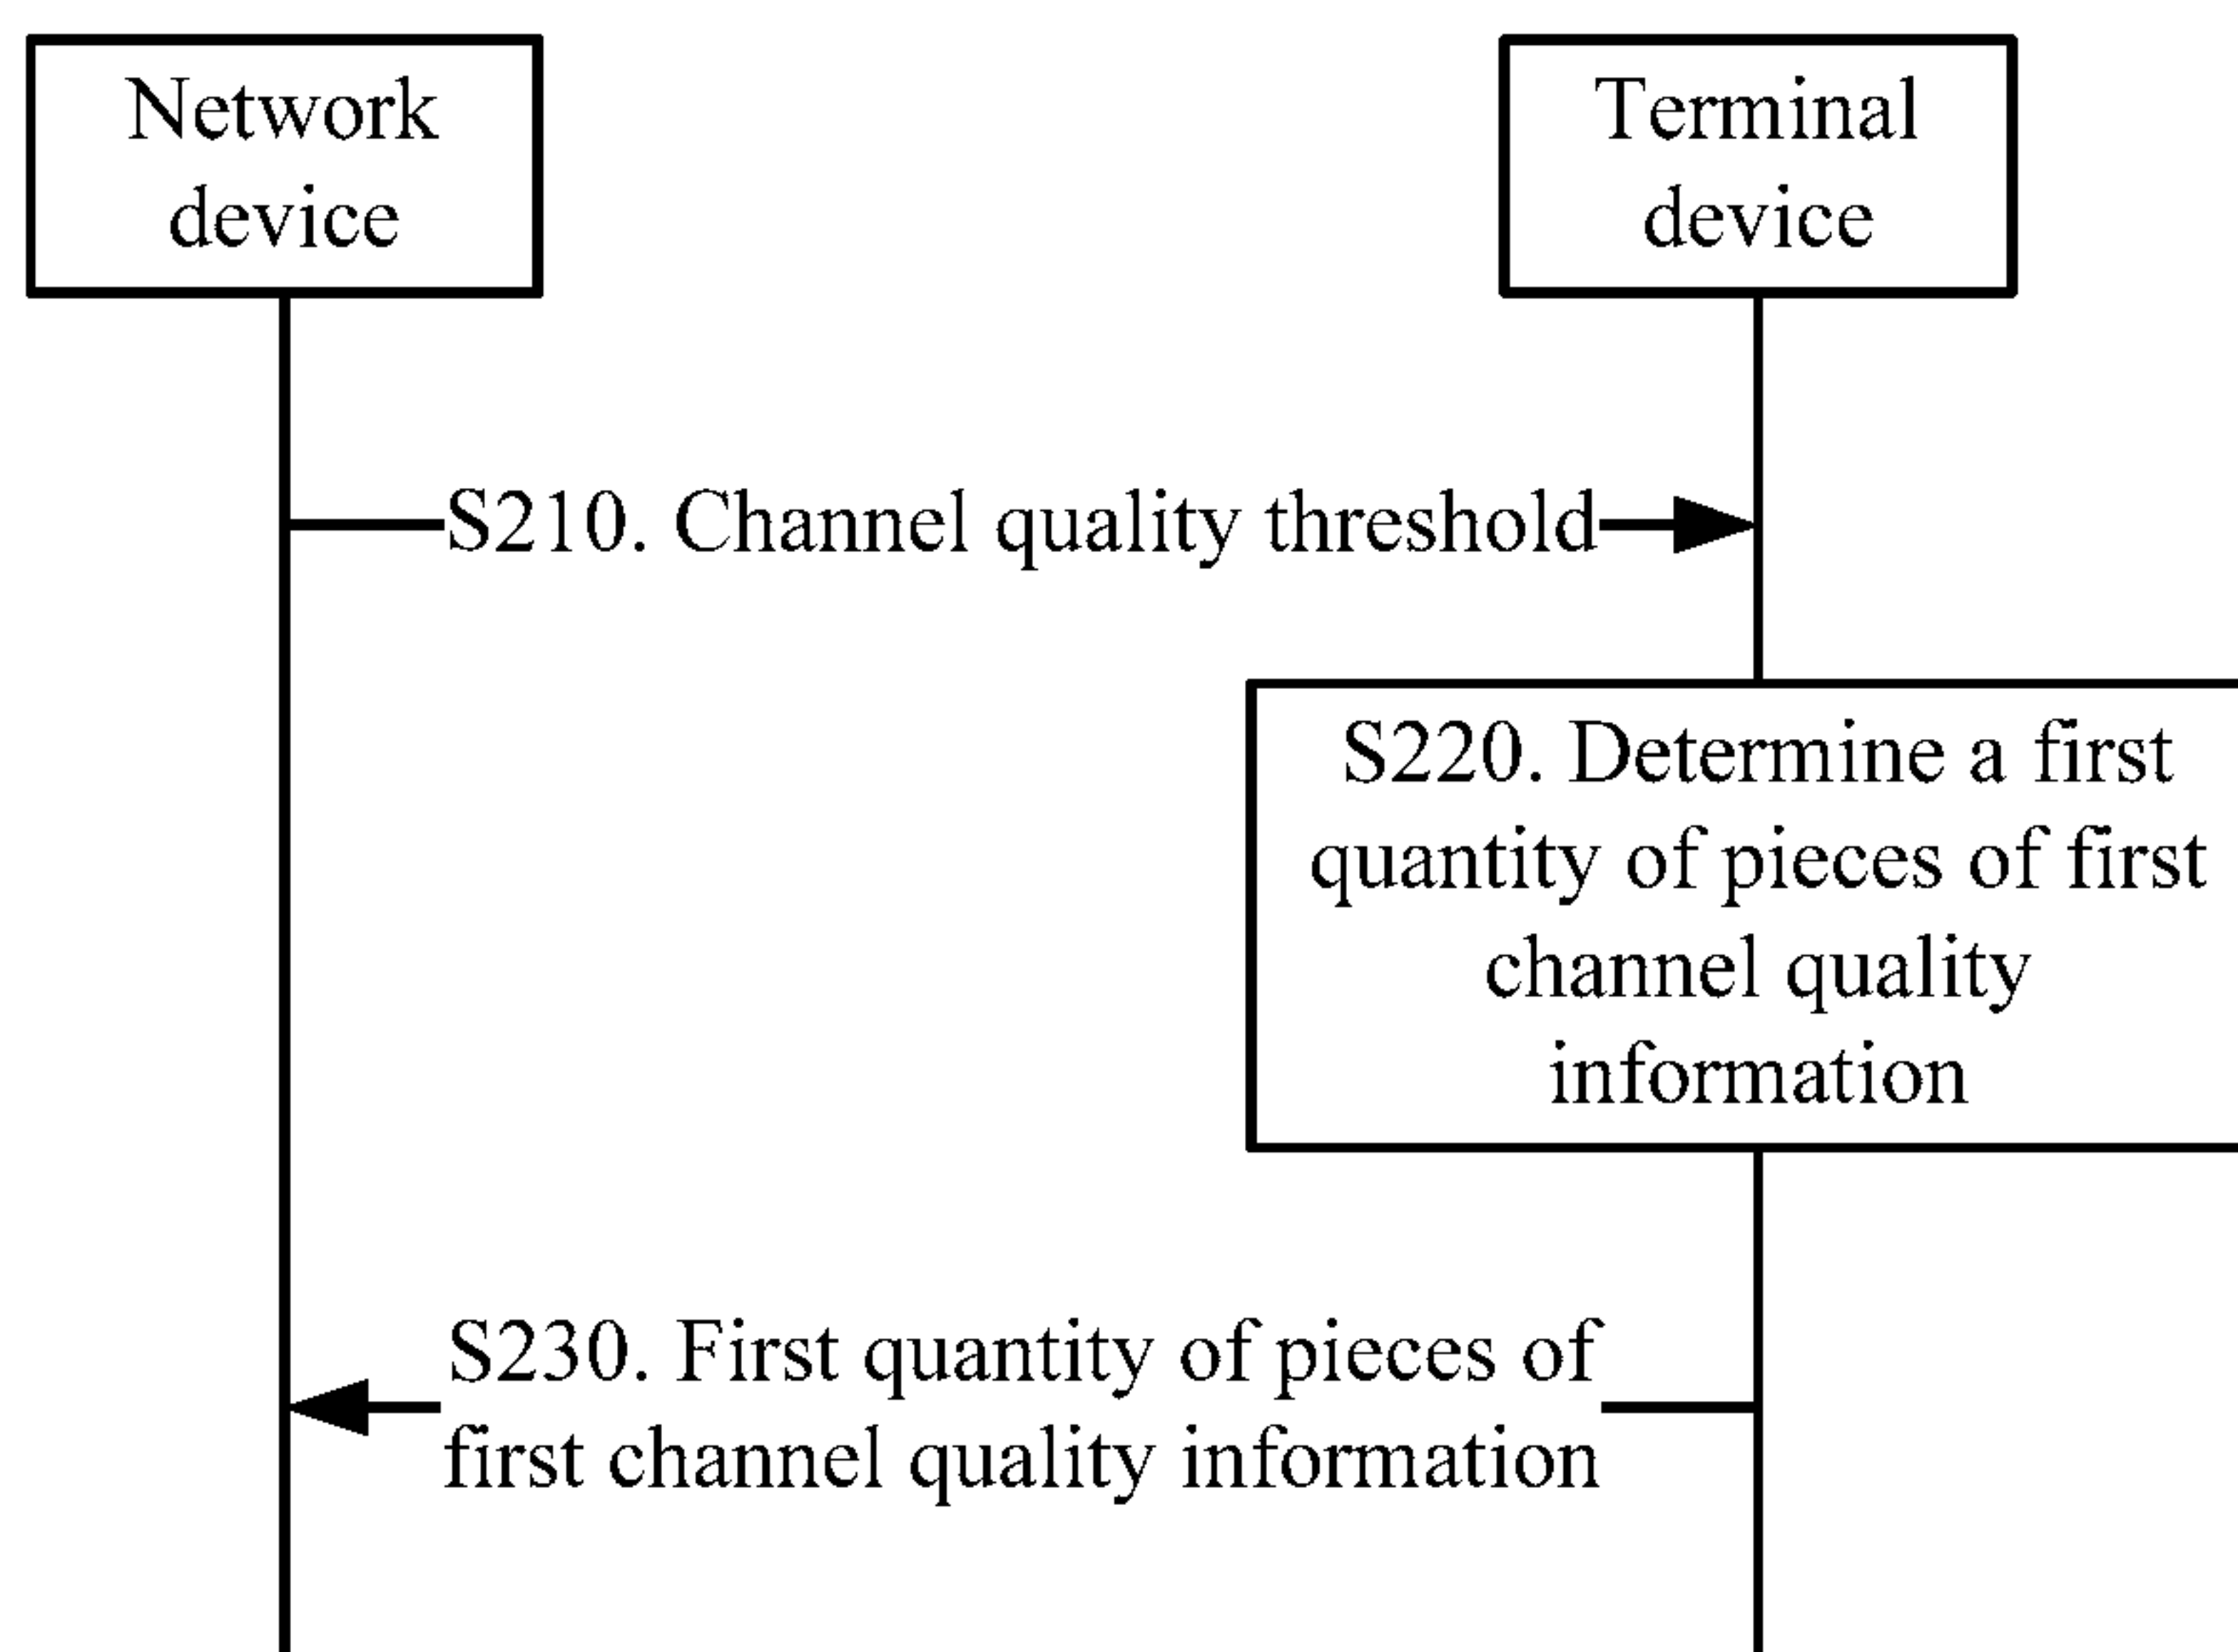 Network
device
Terminal
device
S210. Channel quality threshold
S220. Determine a first
quantity of pieces of first
channel quality
information
S230. First quantity of pieces of
first channel quality information